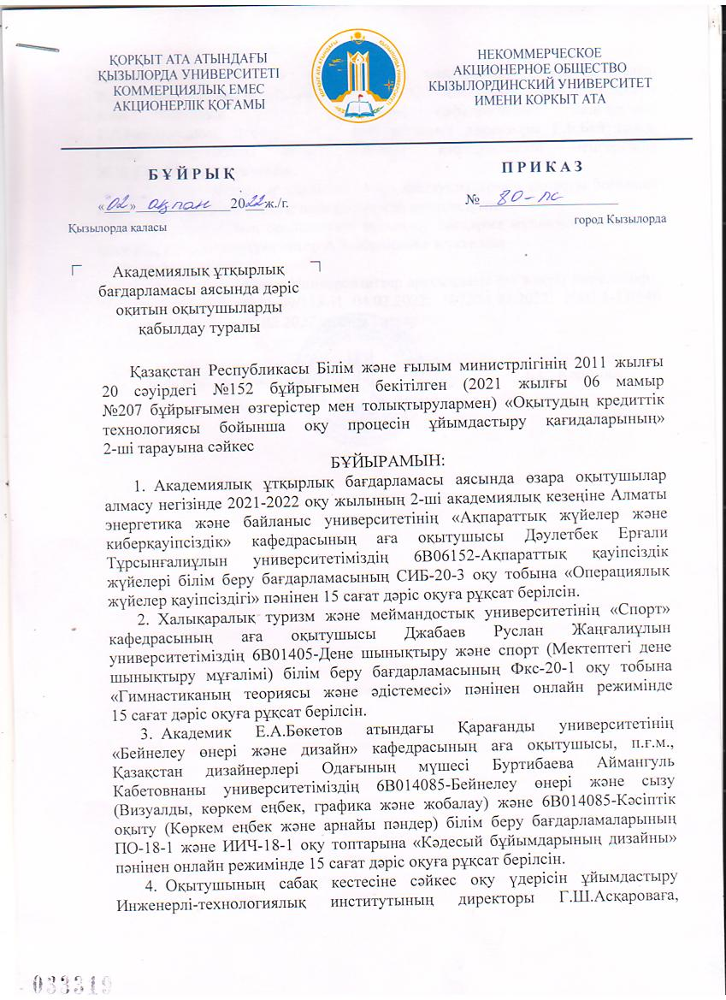 ҚОРҚЫТ АТА АТЫНДАҒЫ
ҚЫЗЫЛОРДА УНИВЕРСИТЕТІ
КОММЕРЦИЯЛЫҚ ЕМЕС
АКЦИОНЕРЛІК ҚОҒАМЫ
НЕКОММЕРЧЕСКОЕ
АКЦИОНЕРНОЕ ОБЩЕСТВО
КЫЗЫЛОРДИНСКИЙ УНИВЕРСИТЕТ
ИМЕНИ КОРКЫТ АТА
БҰЙРЫҚ
ПРИКАЗ
«02» ақпан 2022 ж./г.
№ 80-пс
Қызылорда қаласы
город Кызылорда
Академиялық ұтқырлық
бағдарламасы аясында дәріс
оқитын оқытушыларды
қабылдау туралы
Қазақстан Республикасы Білім және ғылым министрлігінің 2011 жылғы
20 сәуірдегі №152 бұйрығымен бекітілген (2021 жылғы 06 мамыр
№207 бұйрығымен өзгерістер мен толықтырулармен) «Оқытудың кредиттік
технологиясы бойынша оқу процесін ұйымдастыру қағидаларының»
2-ші тарауына сәйкес
БҰЙЫРАМЫН:
1. Академиялық ұтқырлық бағдарламасы аясында өзара оқытушылар
алмасу негізінде 2021-2022 оқу жылының 2-ші академиялық кезеңіне Алматы
энергетика және байланыс университетінің «Ақпараттық жүйелер және
киберқауіпсіздік» кафедрасының аға оқытушысы Дәулетбек Ерғали
Тұрсынғалиұлын университетіміздің 6В06152-Ақпараттық қауіпсіздік
жүйелері білім беру бағдарламасының СИБ-20-3 оқу тобына «Операциялық
жүйелер қауіпсіздігі» пәнінен 15 сағат дәріс оқуға рұқсат берілсін.
2. Халықаралық туризм және меймандостық университетінің «Спорт»
кафедрасының аға оқытушысы Джабаев Руслан Жаңғалиұлын
университетіміздің 6В01405-Дене шынықтыру және спорт (Мектептегі дене
шынықтыру мұғалімі) білім беру бағдарламасының Фкс-20-1 оқу тобына
«Гимнастиканың теориясы және әдістемесі» пәнінен онлайн режимінде
15 сағат дәріс оқуға рұқсат берілсін.
3. Академик Е.А.Бөкетов атындағы Қарағанды университетінің
«Бейнелеу өнері және дизайн» кафедрасының аға оқытушысы, п.ғ.м.,
Қазақстан дизайнерлері Одағының мүшесі Буртибаева Аймангуль
Кабетовнаны университетіміздің 6В014085-Бейнелеу өнері және сызу
(Визуалды, көркем еңбек, графика және жобалау) және 6В014085-Кәсіптік
оқыту (Көркем еңбек және арнайы пәндер) білім беру бағдарламаларының
ПО-18-1 және ИИЧ-18-1 оқу топтарына «Кәдесый бұйымдарының дизайны»
пәнінен онлайн режимінде 15 сағат дәріс оқуға рұқсат берілсін.
4. Оқытушының сабақ кестесіне сәйкес оқу үдерісін ұйымдастыру
Инженерлі-технологиялық институтының директоры Г.Ш.Асқароваға,
033319